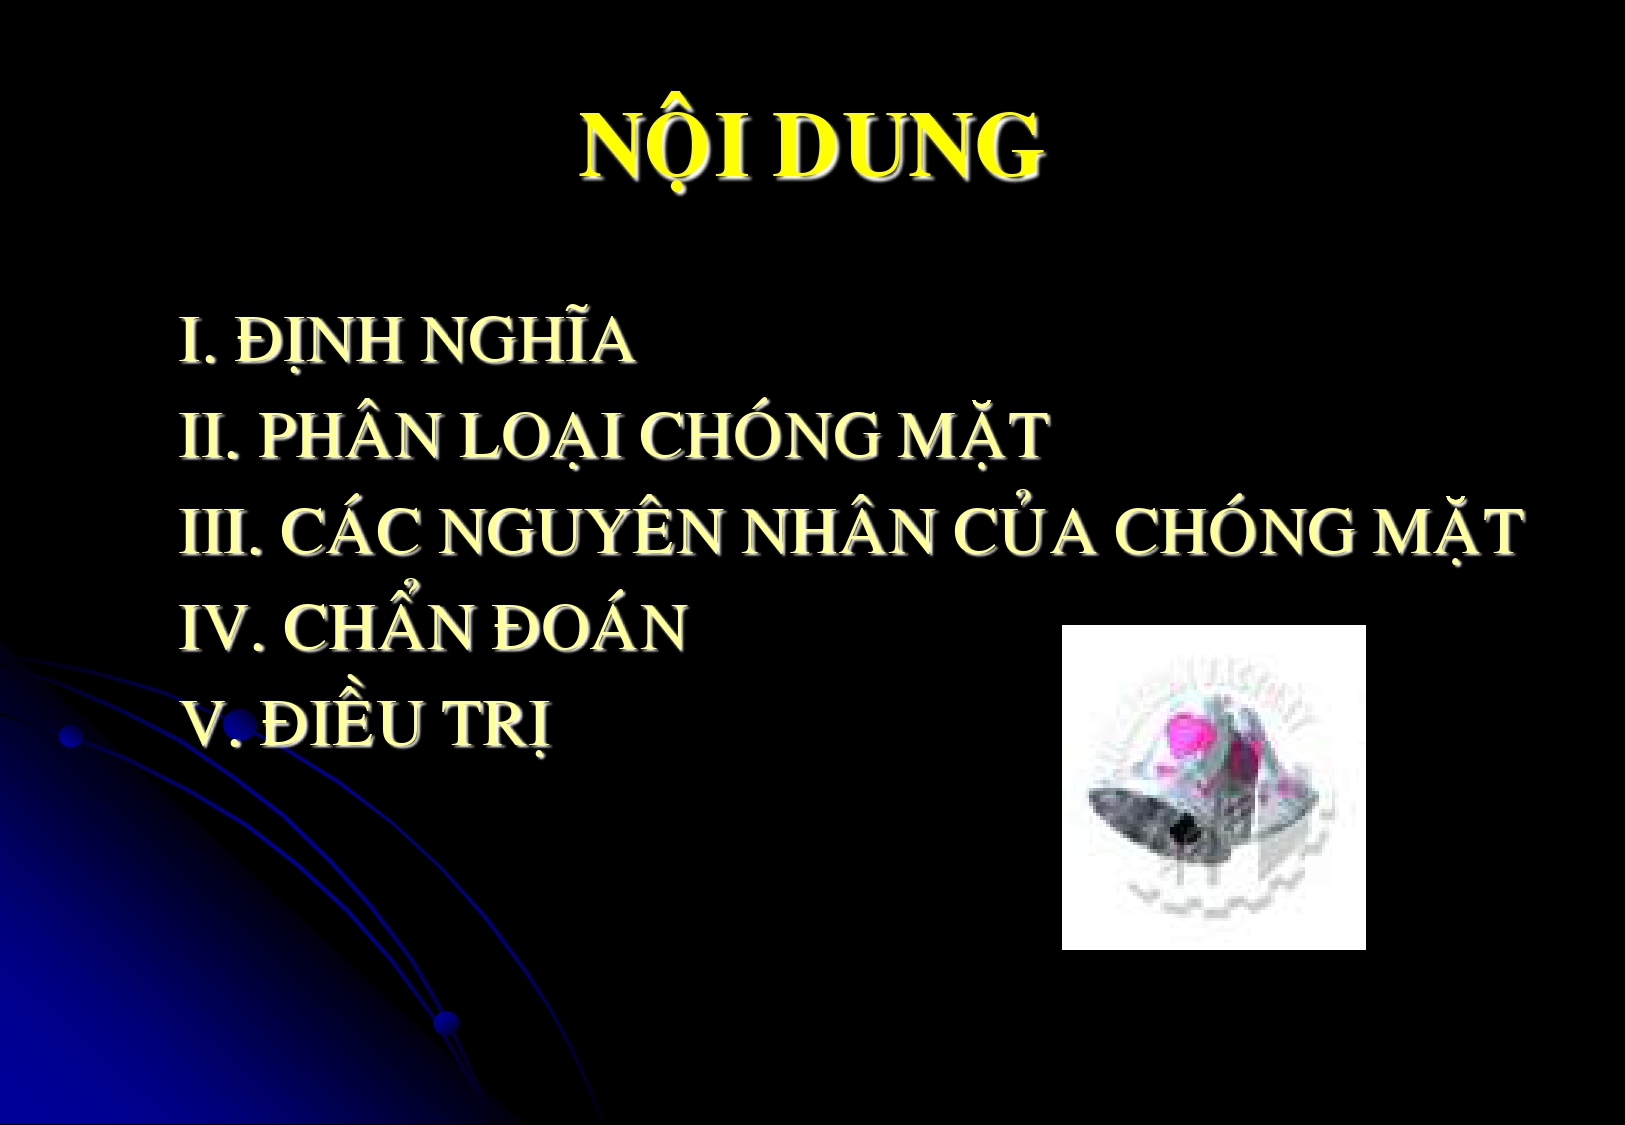 NỘI DUNG
I. ĐỊNH NGHĨA
II. PHÂN LOẠI CHÓNG MẶT
III. CÁC NGUYÊN NHÂN CỦA CHÓNG MẶT
IV. CHẨN ĐOÁN
V. ĐIỀU TRỊ